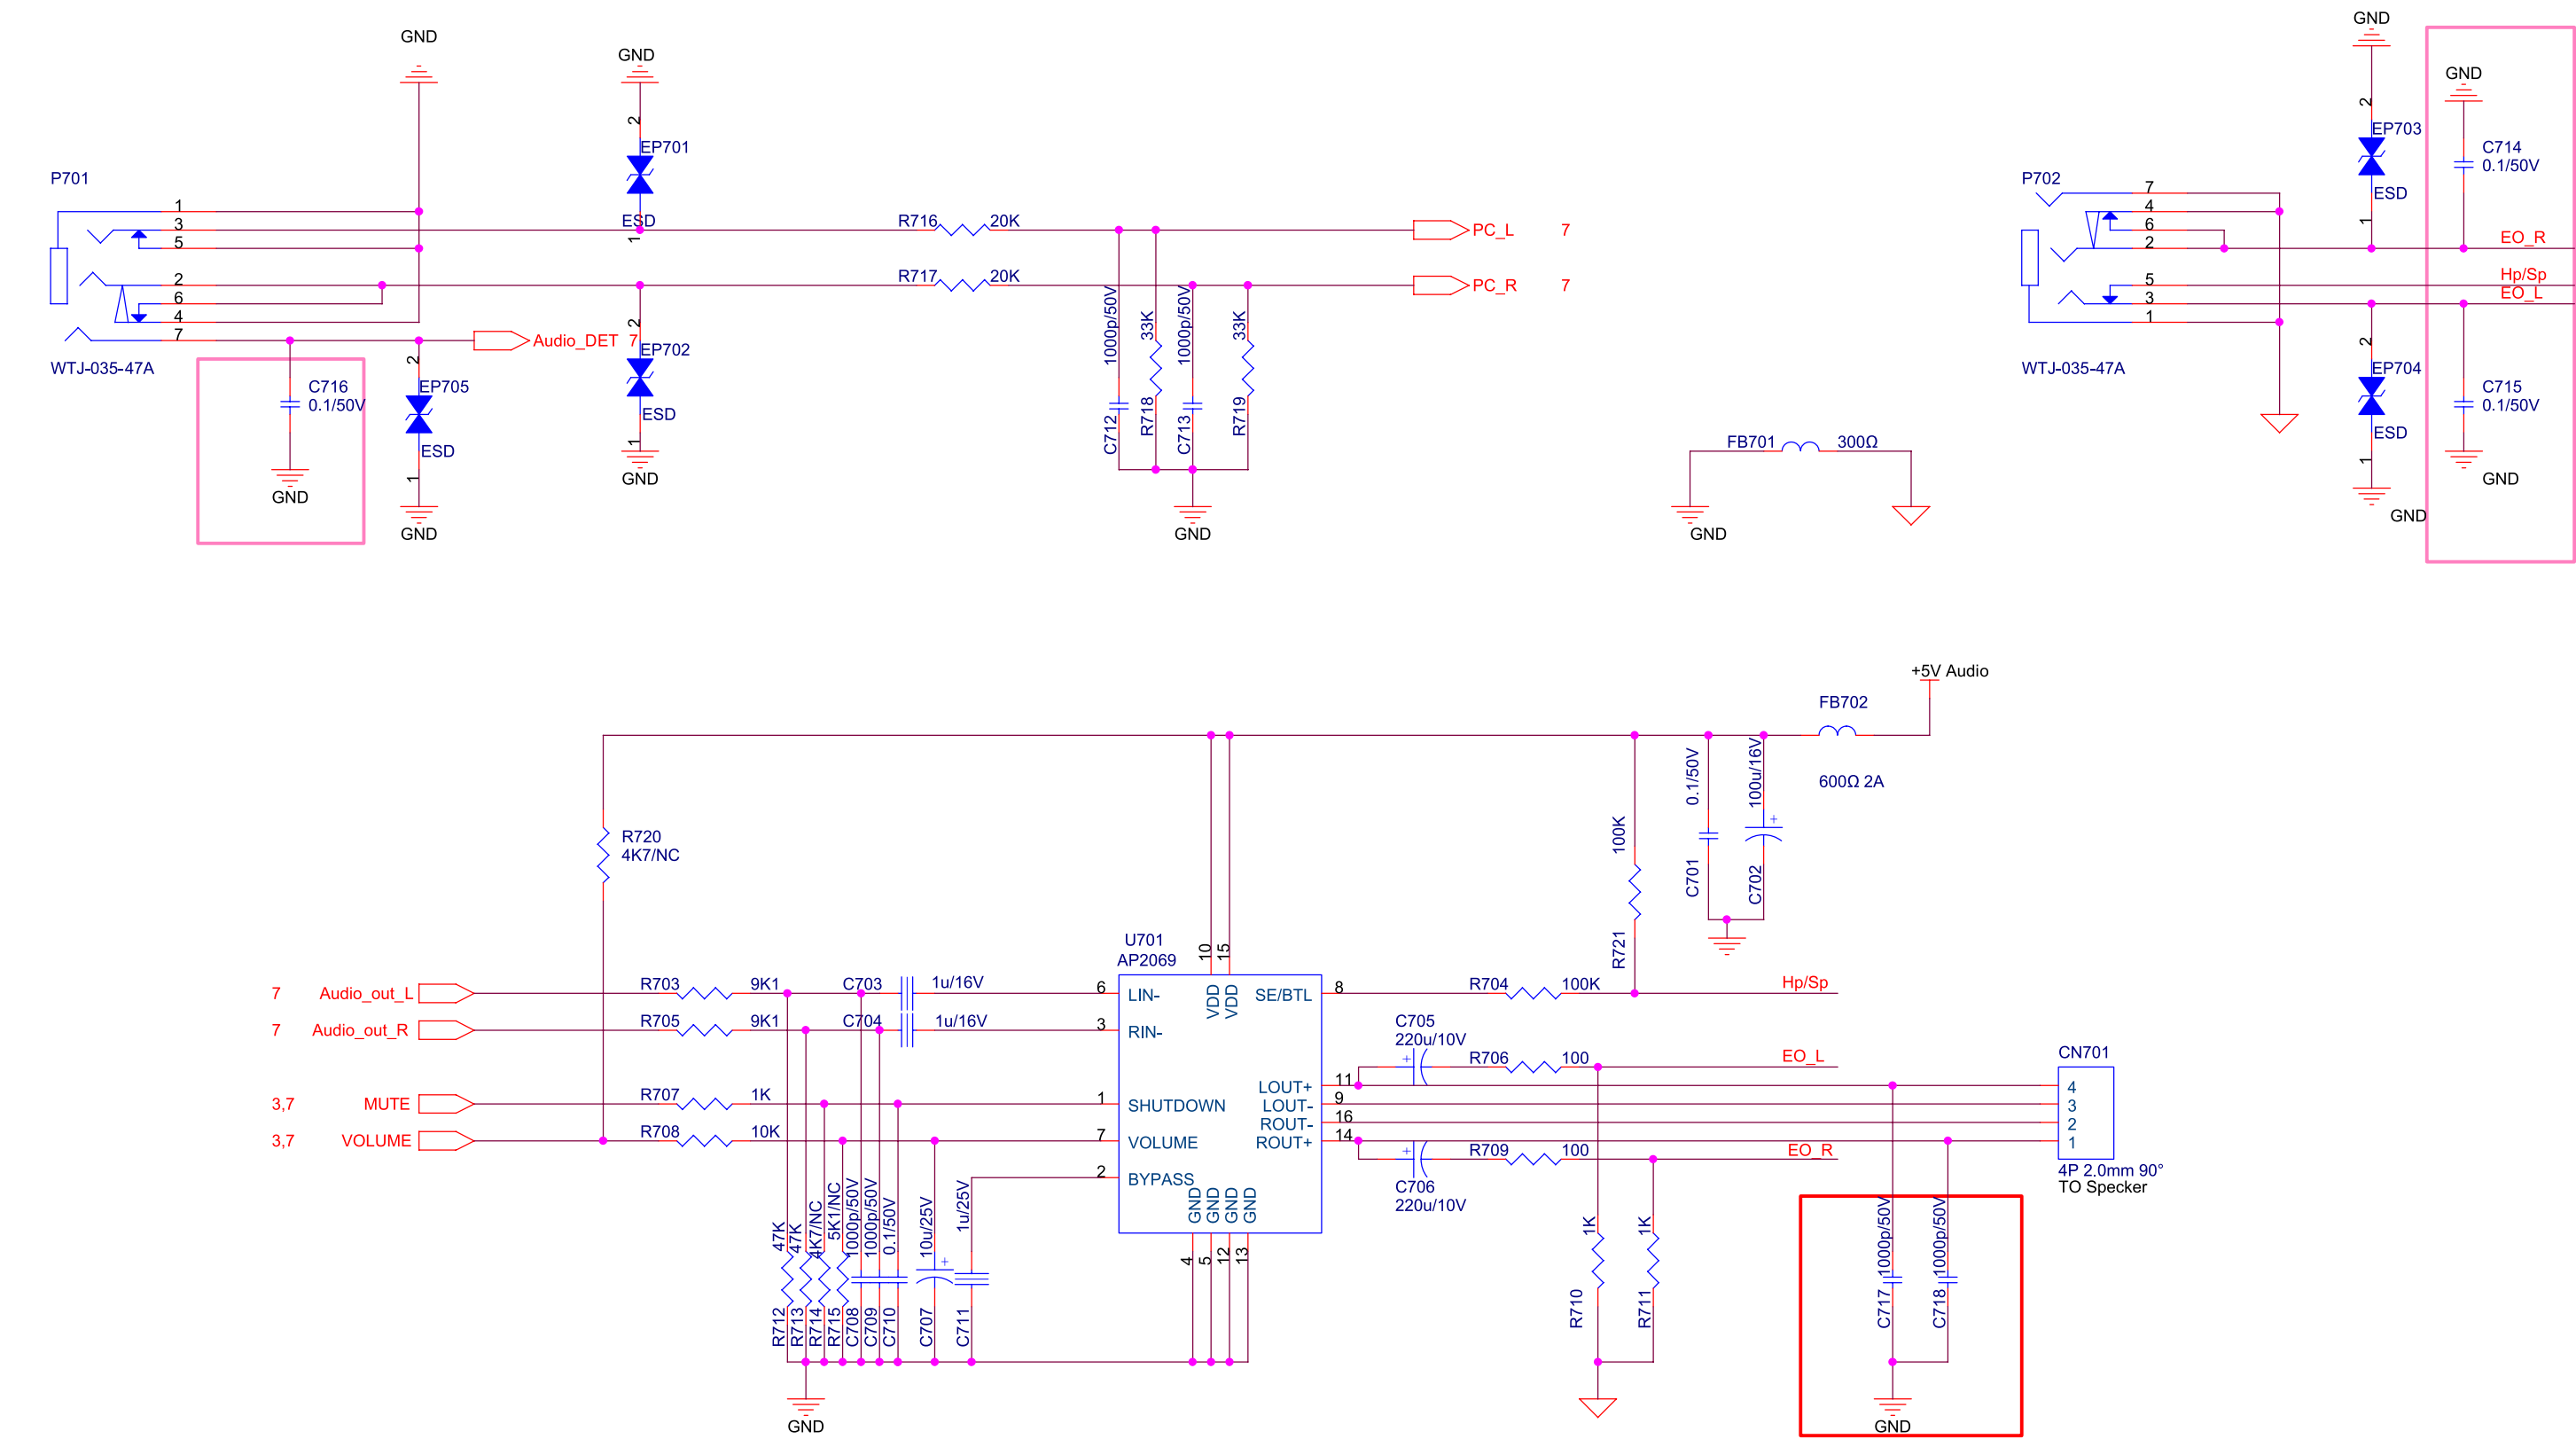 GND
GND
GND
GND
2
EP701
ESD
1
P701
1
3
5
2
6
4
7
WTJ-035-47A
R716 20K
R717 20K
PC_L 7
PC_R 7
Audio_DET 7
C716
0.1/50V
GND
2
EP705
ESD
1
GND
2
EP702
ESD
1
GND
1000p/50V
C712
33K
R718
1000p/50V
C713
33K
R719
GND
FB701 300Ω
GND
P702
7
4
6
2
5
3
1
WTJ-035-47A
2
EP703
ESD
1
C714
0.1/50V
EO_R
Hp/Sp
EO_L
2
EP704
ESD
1
GND
C715
0.1/50V
GND
+5V Audio
FB702
600Ω 2A
0.1/50V
C701
100u/16V
+
C702
100K
R721
R720
4K7/NC
U701
AP2069
10
15
VDD
VDD
7 Audio_out_L R703 9K1 C703 1u/16V 6 LIN-
7 Audio_out_R R705 9K1 C704 1u/16V 3 RIN-
3,7 MUTE R707 1K 1 SHUTDOWN
3,7 VOLUME R708 10K 7 VOLUME
2 BYPASS
SE/BTL 8 R704 100K Hp/Sp
C705
220u/10V
+
R706 100 EO_L
LOUT+ 11
LOUT- 9
ROUT- 16
ROUT+ 14
+
R709 100 EO_R
C706
220u/10V
GND
GND
GND
GND
4
5
12
13
CN701
4
3
2
1
4P 2.0mm 90°
TO Specker
47K
R712
47K
R713
4K7/NC
R714
5K1/NC
R715
1000p/50V
C708
1000p/50V
C709
0.1/50V
C710
10u/25V
+
C707
1u/25V
C711
GND
1K
R710
1K
R711
1000p/50V
C717
1000p/50V
C718
GND